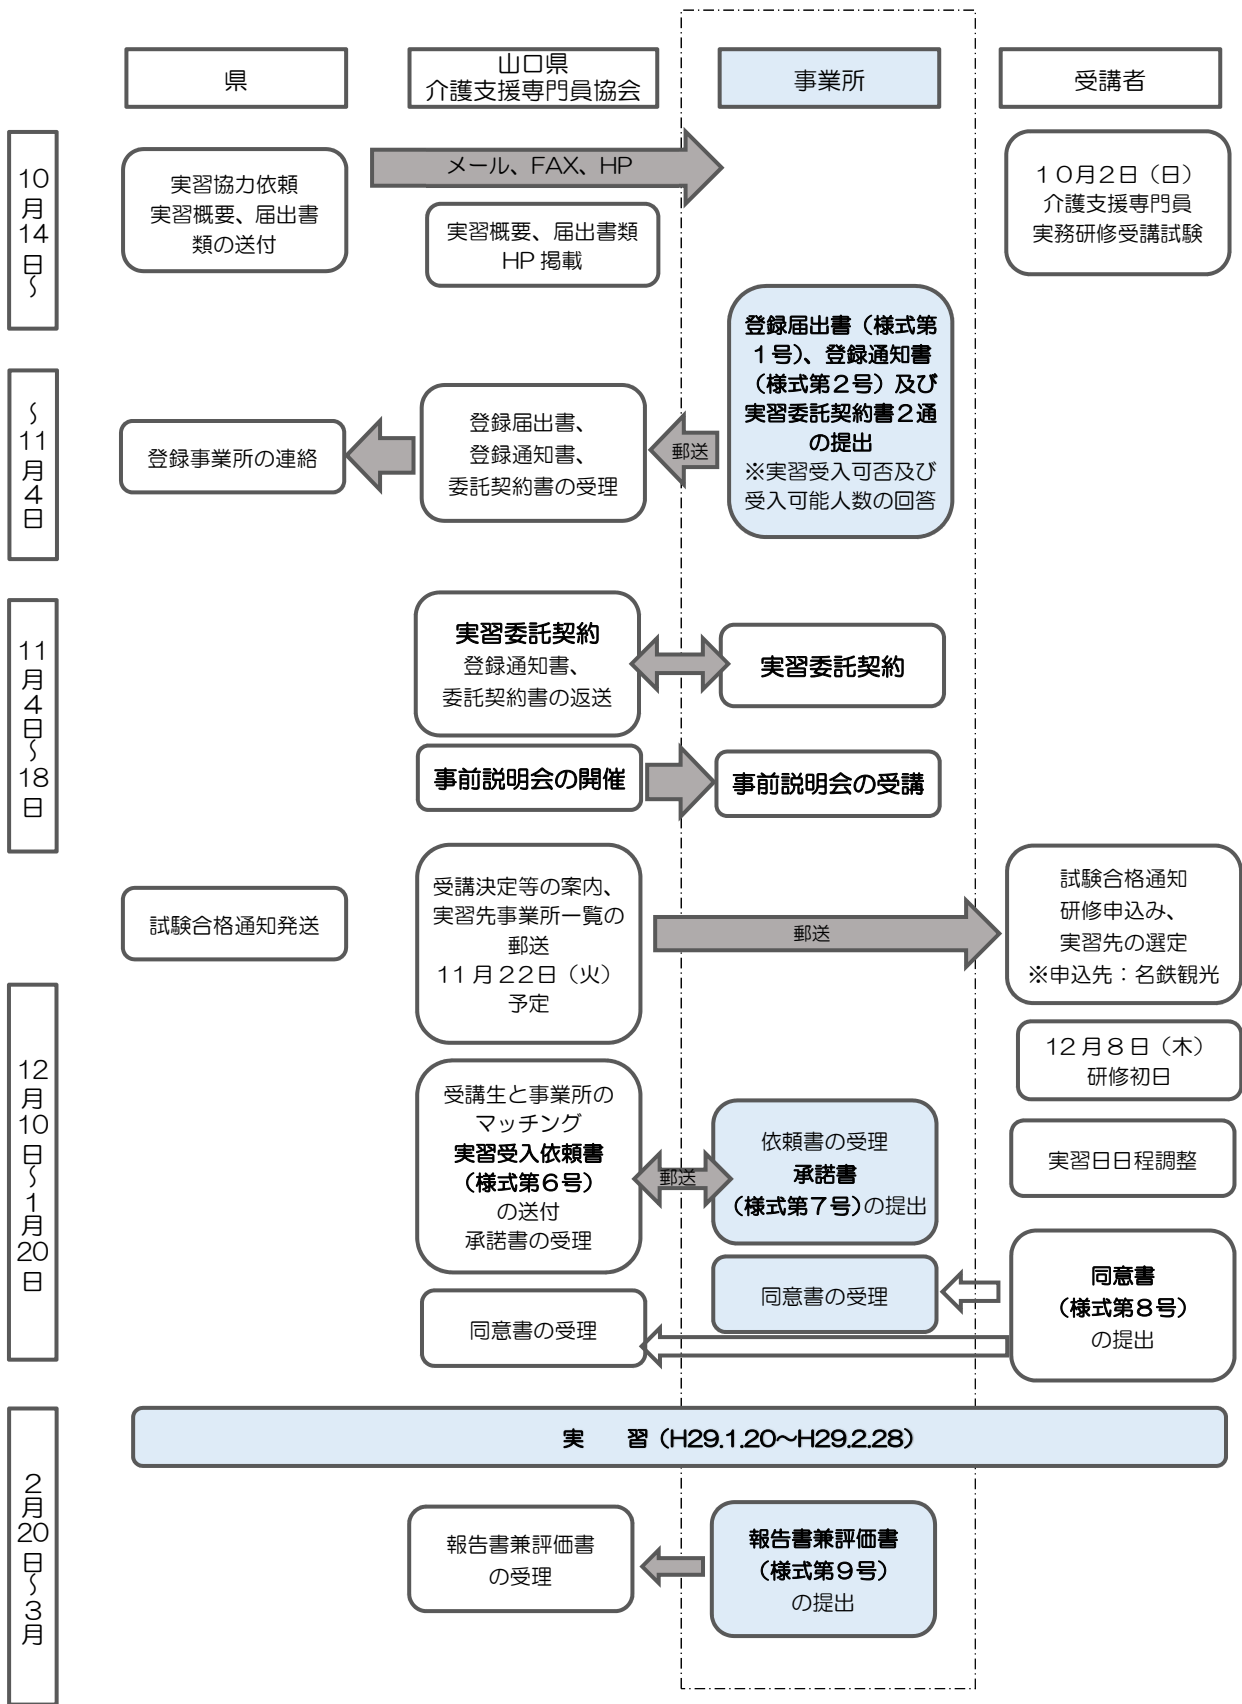 県
山口県
介護支援専門員協会
事業所
受講者
10月14日～
実習協力依頼
実習概要、届出書
類の送付
メール、FAX、HP
実習概要、届出書類
HP 掲載
１０月２日（日）
介護支援専門員
実務研修受講試験
～11月4日
登録事業所の連絡
登録届出書、
登録通知書、
委託契約書の受理
郵送
登録届出書（様式第
１号）、登録通知書
（様式第２号）及び
実習委託契約書２通
の提出
※実習受入可否及び
受入可能人数の回答
11月4日～18日
実習委託契約
登録通知書、
委託契約書の返送
実習委託契約
事前説明会の開催
事前説明会の受講
試験合格通知発送
受講決定等の案内、
実習先事業所一覧の
郵送
11月22日（火）
予定
郵送
試験合格通知
研修申込み、
実習先の選定
※申込先：名鉄観光
12月8日（木）
研修初日
12月10日～1月20日
受講生と事業所の
マッチング
実習受入依頼書
（様式第６号）
の送付
承諾書の受理
郵送
依頼書の受理
承諾書
（様式第７号）の提出
実習日日程調整
同意書の受理
同意書の受理
同意書
（様式第８号）
の提出
実　習（H29.1.20～H29.2.28）
2月20日～3月
報告書兼評価書
の受理
報告書兼評価書
（様式第９号）
の提出